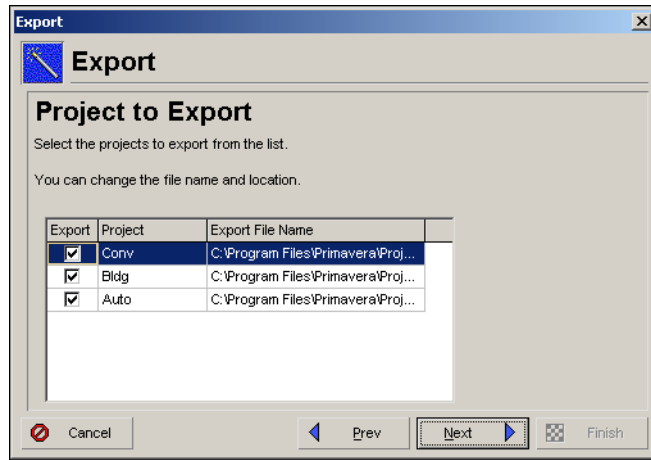 Export
Export
Project to Export
Select the projects to export from the list.
You can change the file name and location.
Export Project Export File Name
Conv C:\Program Files\Primavera\Proj...
Bldg C:\Program Files\Primavera\Proj...
Auto C:\Program Files\Primavera\Proj...
Cancel Prev Next Finish